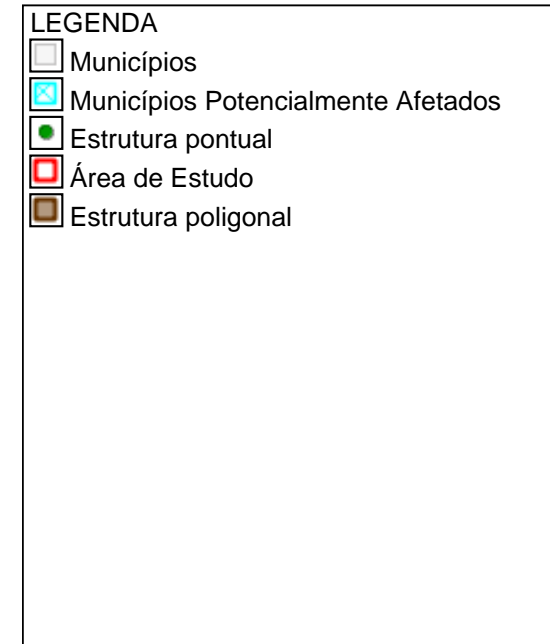 LEGENDA
Municípios
Municípios Potencialmente Afetados
Estrutura pontual
Área de Estudo
Estrutura poligonal